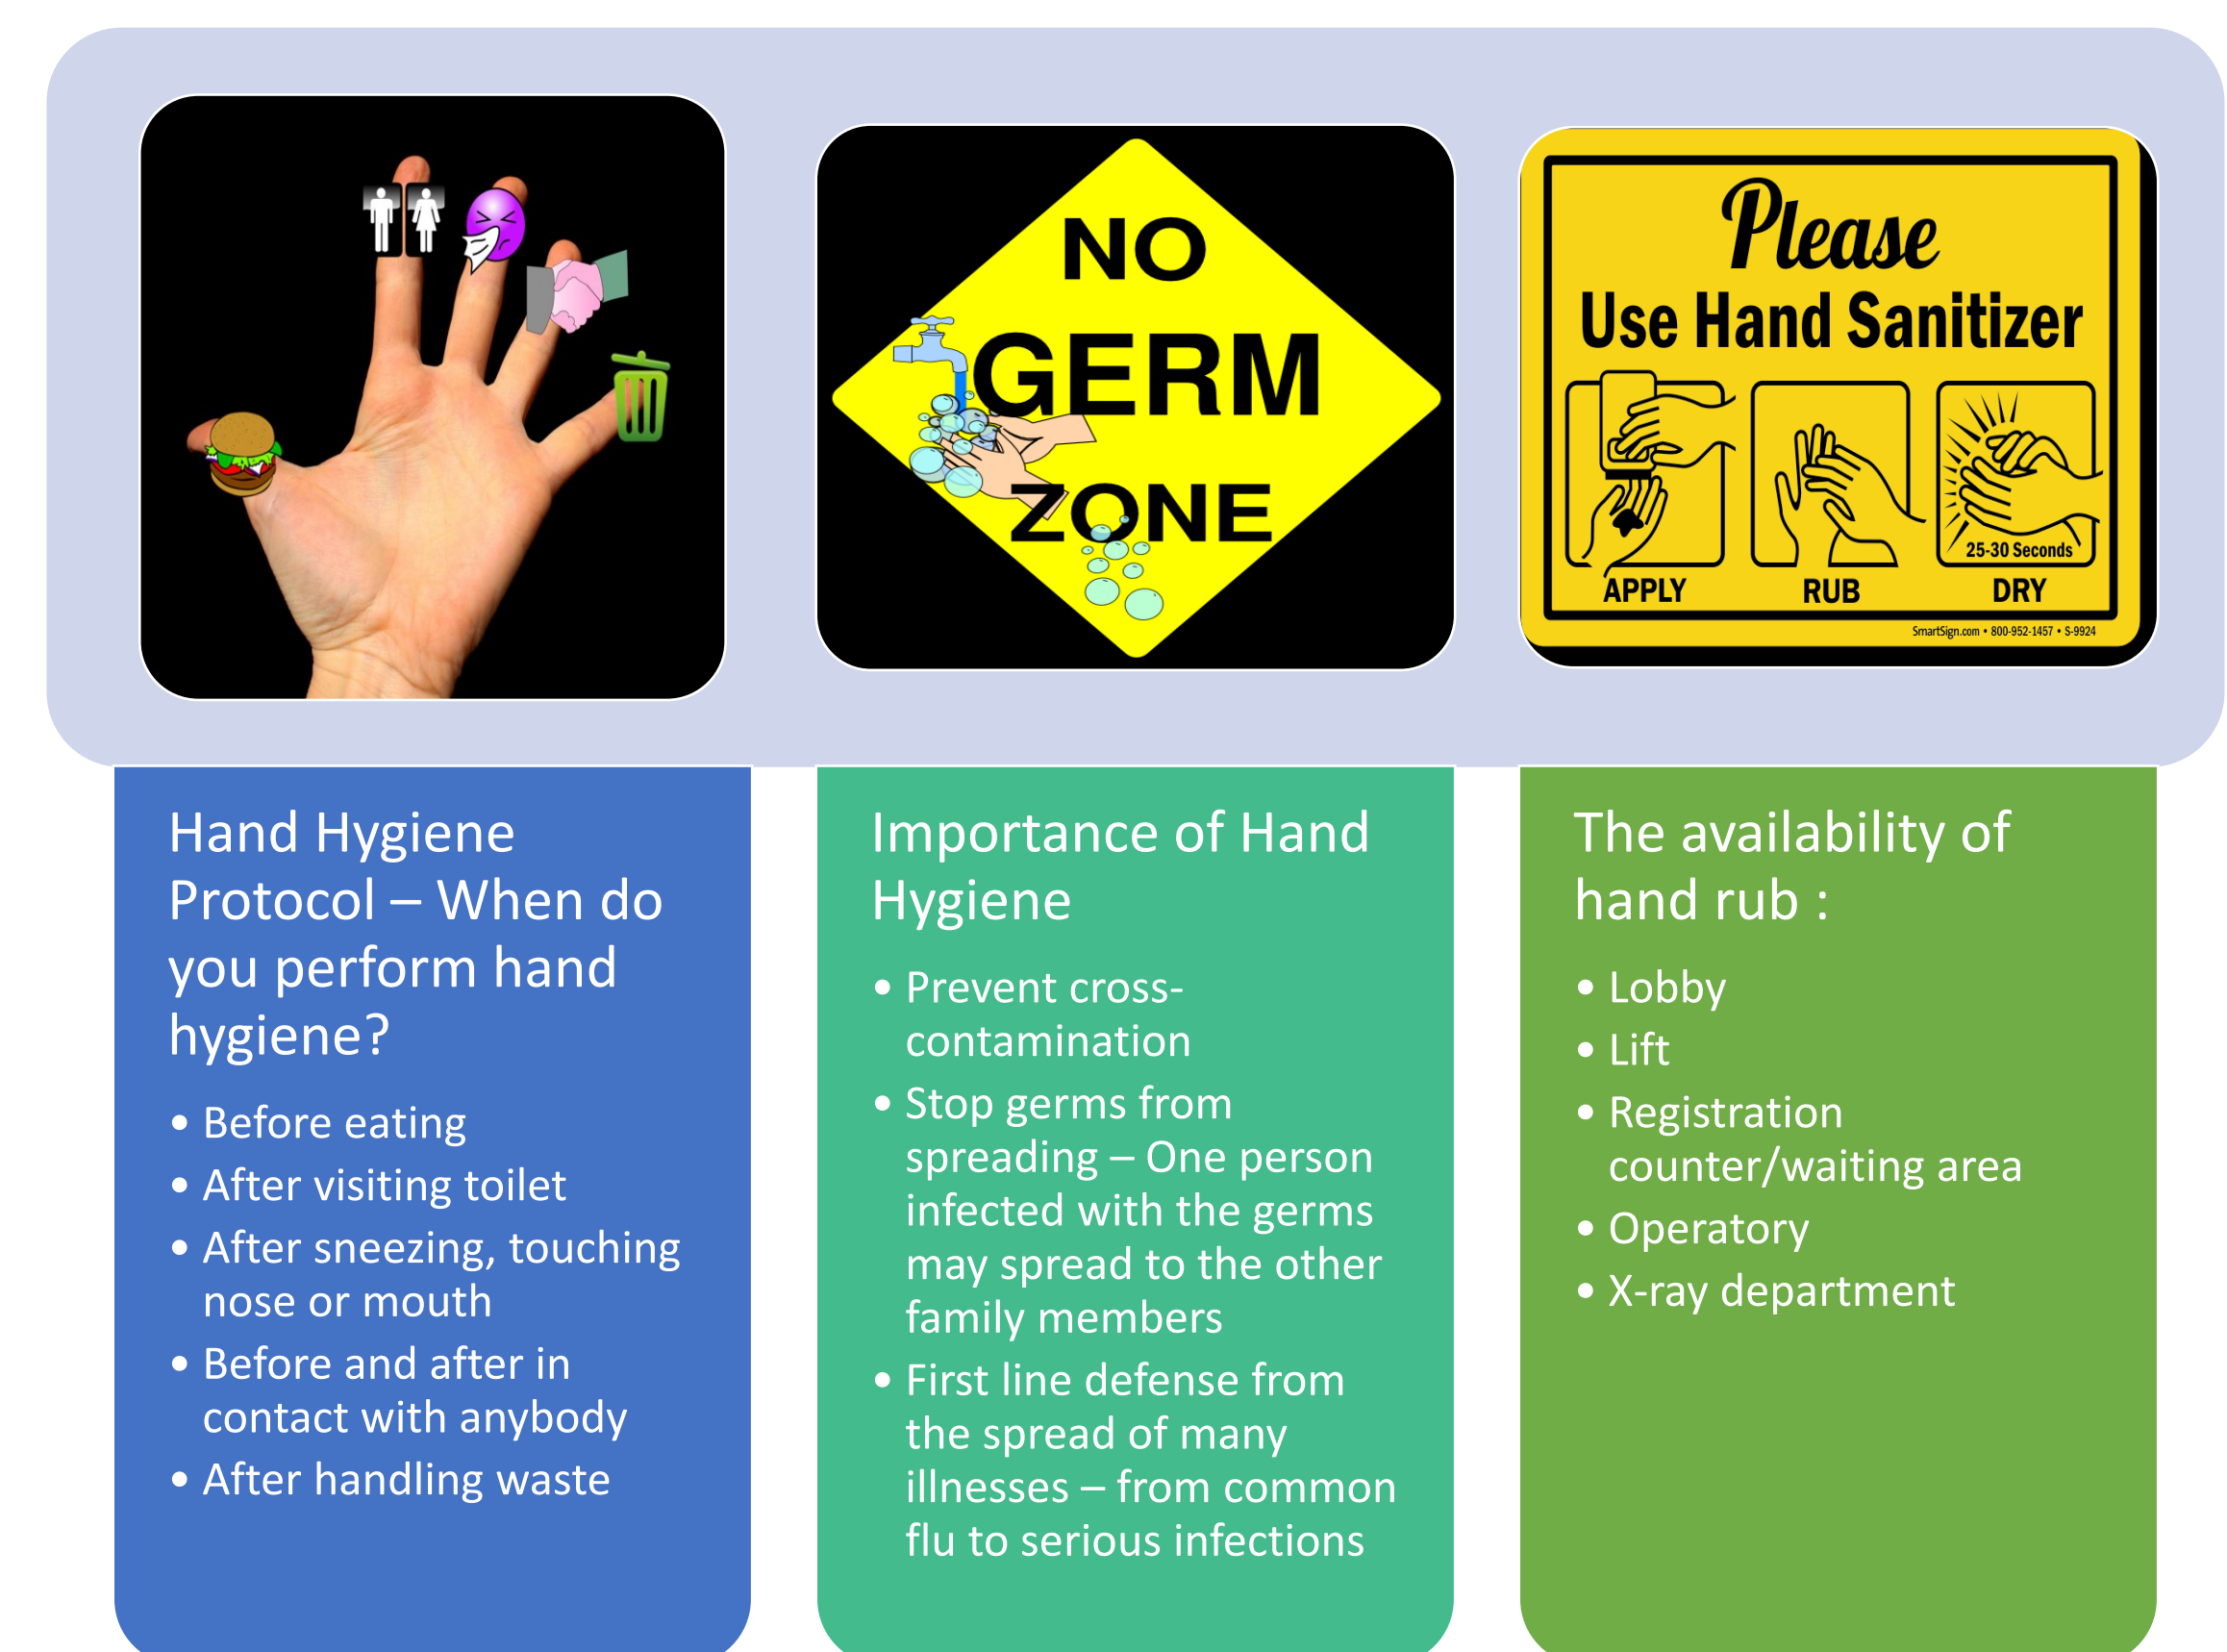 NO
GERM
ZONE
Please
Use Hand Sanitizer
25-30 Seconds
APPLY RUB DRY
SmartSign.com • 800-952-1457 • S-9924
Hand Hygiene
Protocol – When do
you perform hand
hygiene?
• Before eating
• After visiting toilet
• After sneezing, touching
nose or mouth
• Before and after in
contact with anybody
• After handling waste
Importance of Hand
Hygiene
• Prevent cross-
contamination
• Stop germs from
spreading – One person
infected with the germs
may spread to the other
family members
• First line defense from
the spread of many
illnesses – from common
flu to serious infections
The availability of
hand rub :
• Lobby
• Lift
• Registration
counter/waiting area
• Operatory
• X-ray department